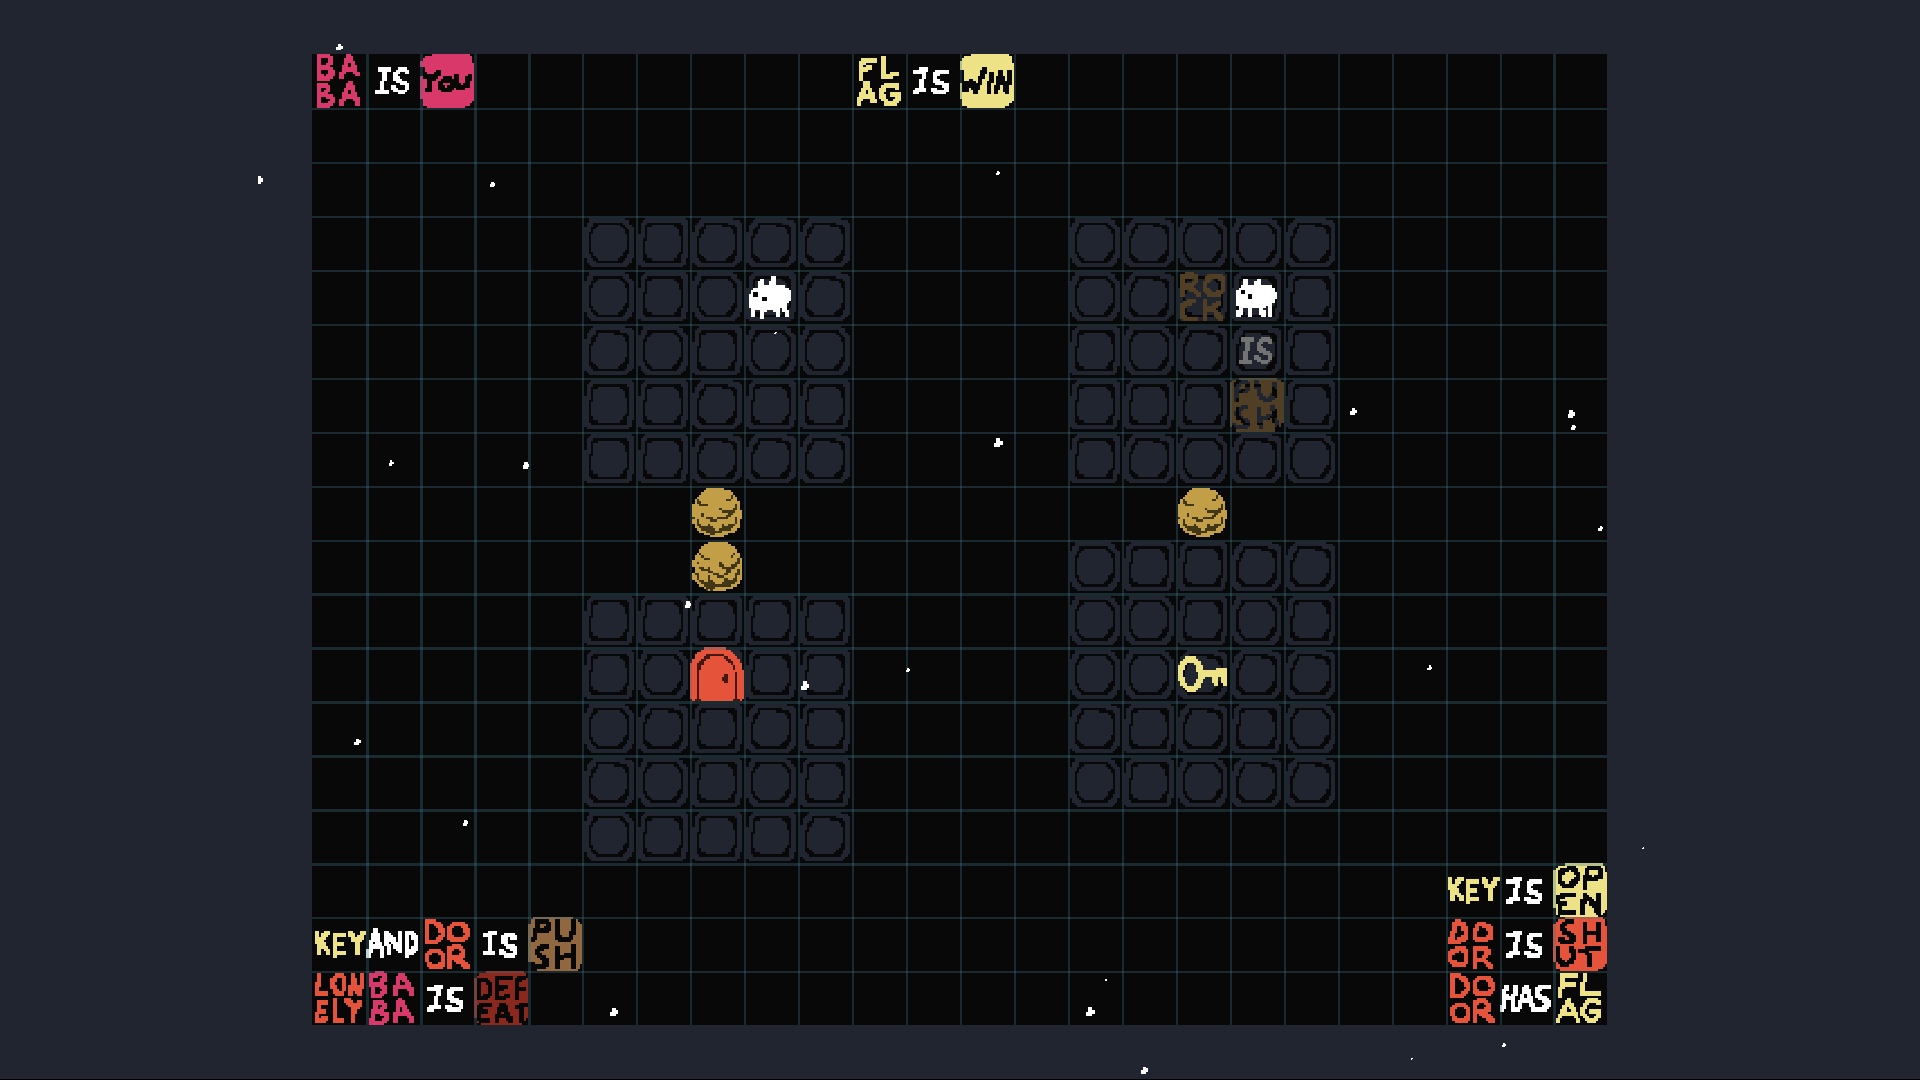 BABA IS YOU
FLAG IS WIN
ROCK
IS
PUSH
KEY IS OPEN
KEY AND DOOR IS PUSH
DOOR IS SHUT
LONELY BABA IS DEFEAT
DOOR HAS FLAG